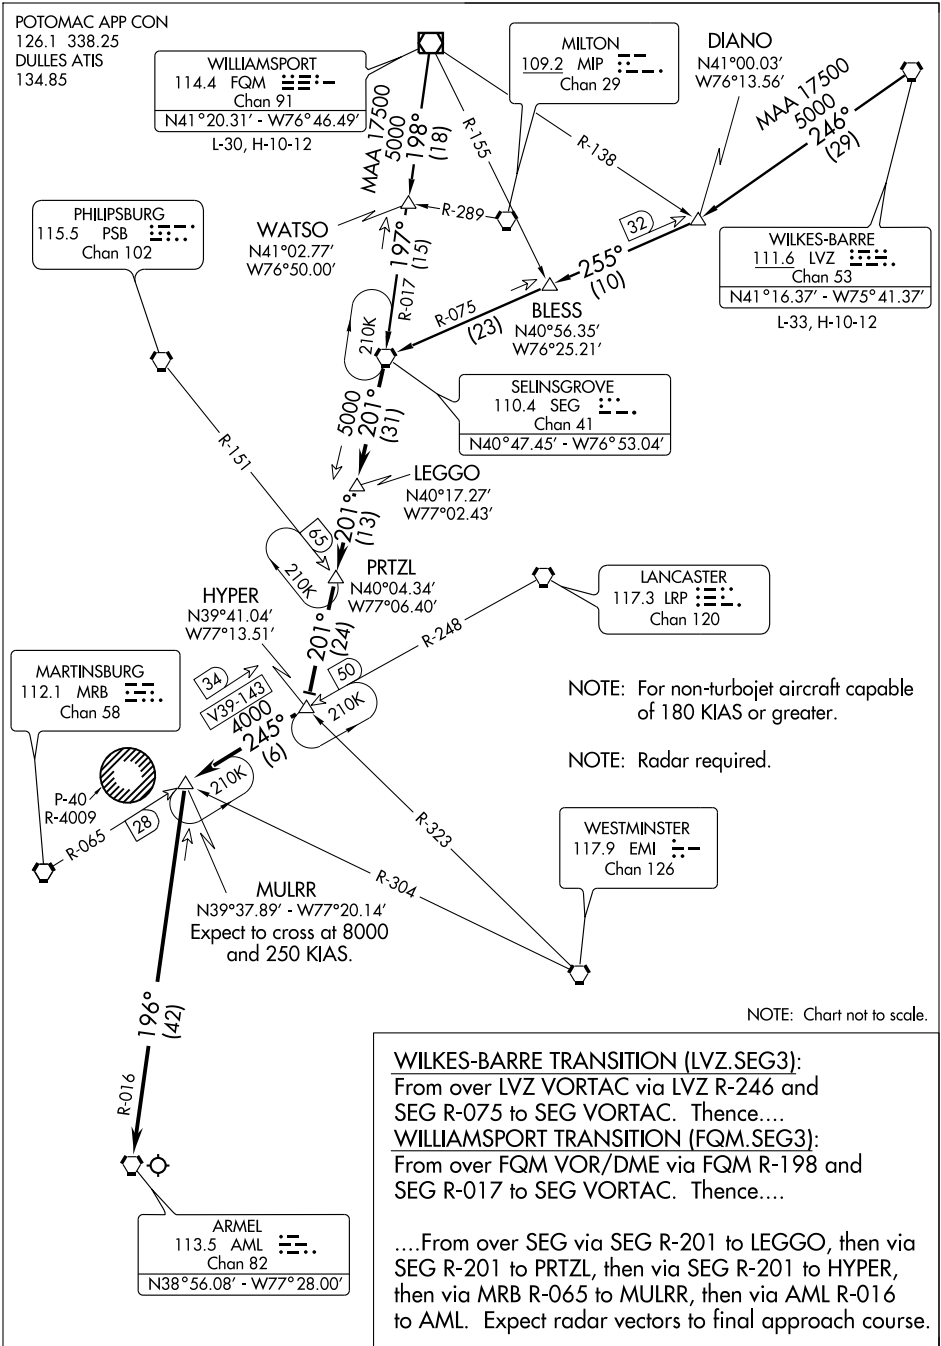 POTOMAC APP CON
126.1 338.25
DULLES ATIS
134.85
WILLIAMSPORT
114.4 FQM
Chan 91
N41°20.31' - W76°46.49'
L-30, H-10-12
MILTON
109.2 MIP
Chan 29
DIANO
N41°00.03'
W76°13.56'
MAA 17500
5000
246°
(29)
MAA 17500
5000
198°
(18)
R-155
R-138
R-289
WATSO
N41°02.77'
W76°50.00'
197°
(15)
R-017
32
255°
(10)
WILKES-BARRE
111.6 LVZ
Chan 53
N41°16.37' - W75°41.37'
L-33, H-10-12
PHILIPSBURG
115.5 PSB
Chan 102
BLESS
N40°56.35'
W76°25.21'
R-075
(23)
210K
SELINSGROVE
110.4 SEG
Chan 41
N40°47.45' - W76°53.04'
5000
201°
(31)
R-151
LEGGO
N40°17.27'
W77°02.43'
201°
(13)
65
210K
PRTZL
N40°04.34'
W77°06.40'
HYPER
N39°41.04'
W77°13.51'
201°
(24)
LANCASTER
117.3 LRP
Chan 120
R-248
50
210K
MARTINSBURG
112.1 MRB
Chan 58
34
V39-143
4000
245°
(6)
210K
NOTE: For non-turbojet aircraft capable
of 180 KIAS or greater.
NOTE: Radar required.
P-40
R-4009
R-065
28
R-323
R-304
WESTMINSTER
117.9 EMI
Chan 126
MULRR
N39°37.89' - W77°20.14'
Expect to cross at 8000
and 250 KIAS.
196°
(42)
R-016
NOTE: Chart not to scale.
ARMEL
113.5 AML
Chan 82
N38°56.08' - W77°28.00'
WILKES-BARRE TRANSITION (LVZ.SEG3):
From over LVZ VORTAC via LVZ R-246 and
SEG R-075 to SEG VORTAC. Thence....
WILLIAMSPORT TRANSITION (FQM.SEG3):
From over FQM VOR/DME via FQM R-198 and
SEG R-017 to SEG VORTAC. Thence....
....From over SEG via SEG R-201 to LEGGO, then via
SEG R-201 to PRTZL, then via SEG R-201 to HYPER,
then via MRB R-065 to MULRR, then via AML R-016
to AML. Expect radar vectors to final approach course.